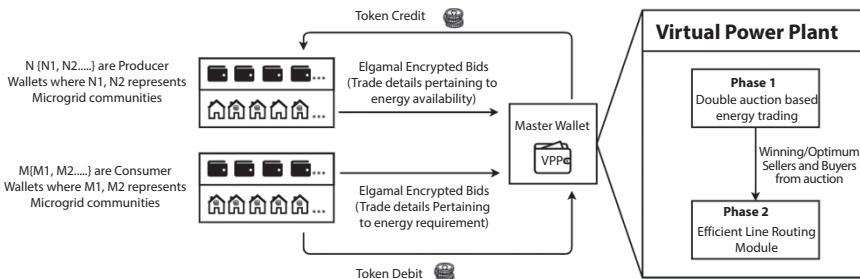 Token Credit
N {N1, N2.....} are Producer
Wallets where N1, N2 represents
Microgrid communities
...
...
Elgamal Encrypted Bids
(Trade details pertaining to
energy availability)
M{M1, M2.....} are Consumer
Wallets where M1, M2 represents
Microgrid communities
...
...
Elgamal Encrypted Bids
(Trade details Pertaining
to energy requirement)
Token Debit
Master Wallet
VPP
Virtual Power Plant
Phase 1
Double auction based
energy trading
Winning/Optimum
Sellers and Buyers
from auction
Phase 2
Efficient Line Routing
Module